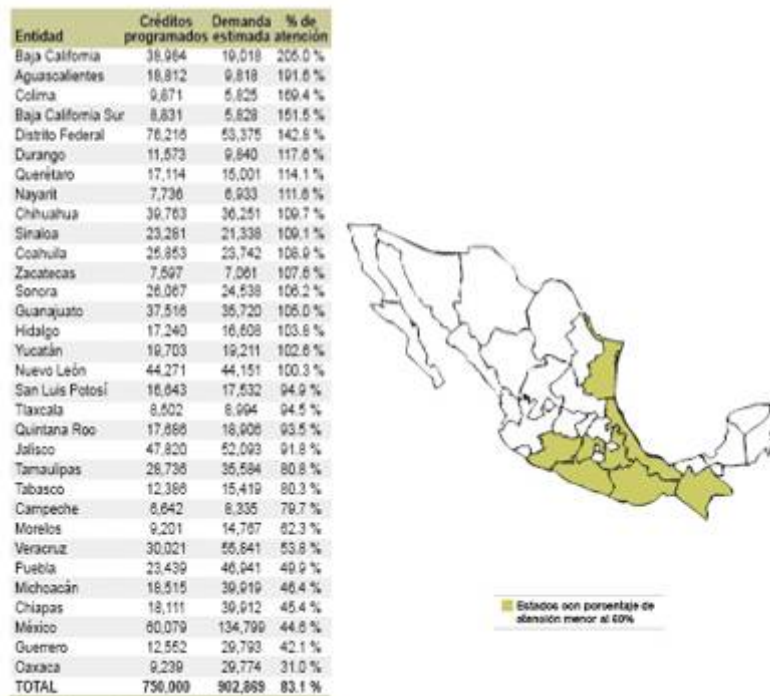 Entidad Créditos programados Demanda estimada % de atención
Baja California 38,984 19,018 205.0 %
Aguascalientes 18,812 9,818 191.6 %
Colima 9,871 5,825 169.4 %
Baja California Sur 8,831 5,828 151.5 %
Distrito Federal 76,216 53,375 142.8 %
Durango 11,573 9,840 117.6 %
Querétaro 17,114 15,001 114.1 %
Nayarit 7,736 6,933 111.6 %
Chihuahua 39,763 36,251 109.7 %
Sinaloa 23,281 21,338 109.1 %
Coahuila 25,853 23,742 108.9 %
Zacatecas 7,597 7,061 107.6 %
Sonora 26,067 24,538 106.2 %
Guanajuato 37,516 35,720 105.0 %
Hidalgo 17,240 16,608 103.8 %
Yucatán 19,703 19,211 102.6 %
Nuevo León 44,271 44,151 100.3 %
San Luis Potosí 16,643 17,532 94.9 %
Tlaxcala 8,502 8,994 94.5 %
Quintana Roo 17,686 18,906 93.5 %
Jalisco 47,820 52,093 91.8 %
Tamaulipas 28,736 35,584 80.8 %
Tabasco 12,386 15,419 80.3 %
Campeche 6,642 8,335 79.7 %
Morelos 9,201 14,767 62.3 %
Veracruz 30,021 55,841 53.8 %
Puebla 23,439 46,941 49.9 %
Michoacán 18,515 39,919 46.4 %
Chiapas 18,111 39,912 45.4 %
México 60,079 134,799 44.6 %
Guerrero 12,552 29,793 42.1 %
Oaxaca 9,239 29,774 31.0 %
TOTAL 750,000 902,869 83.1 %
Estados con porcentaje de
atención menor al 60%